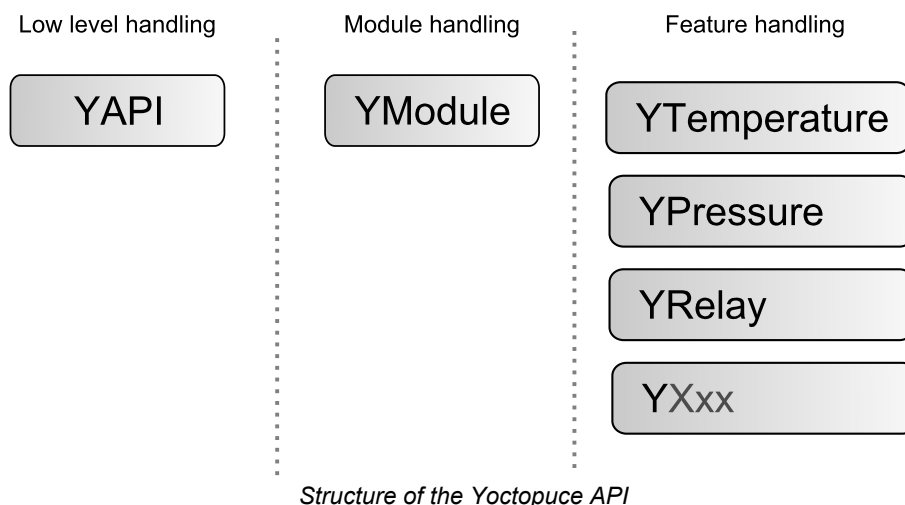 Low level handling
Module handling
Feature handling
YAPI
YModule
YTemperature
YPressure
YRelay
YXxx
Structure of the Yoctopuce API